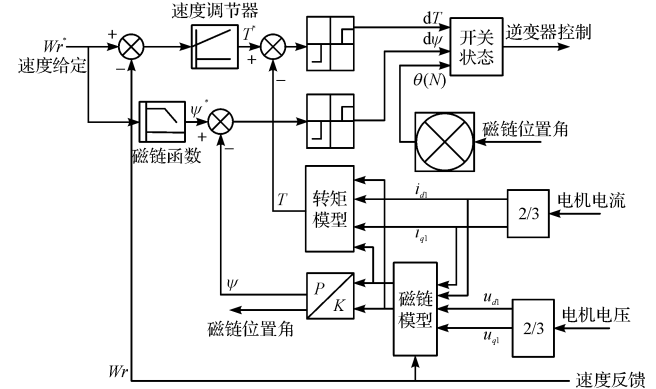 速度调节器
Wr*
速度给定
+
−
T*
+
−
dT
dψ
θ(N)
开关
状态
逆变器控制
磁链函数
ψ*
+
−
磁链位置角
T
转矩
模型
i_d1
i_q1
2/3
电机电流
ψ
P
K
磁链位置角
磁链
模型
u_d1
u_q1
2/3
电机电压
Wr
速度反馈